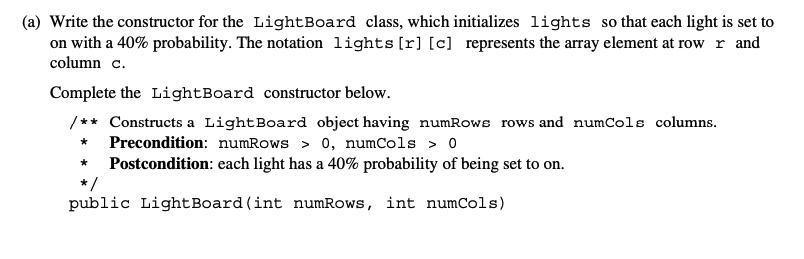 (a) Write the constructor for the LightBoard class, which initializes lights so that each light is set to
on with a 40% probability. The notation lights[r][c] represents the array element at row r and
column c.
Complete the LightBoard constructor below.
/** Constructs a LightBoard object having numRows rows and numCols columns.
* Precondition: numRows > 0, numCols > 0
* Postcondition: each light has a 40% probability of being set to on.
*/
public LightBoard(int numRows, int numCols)